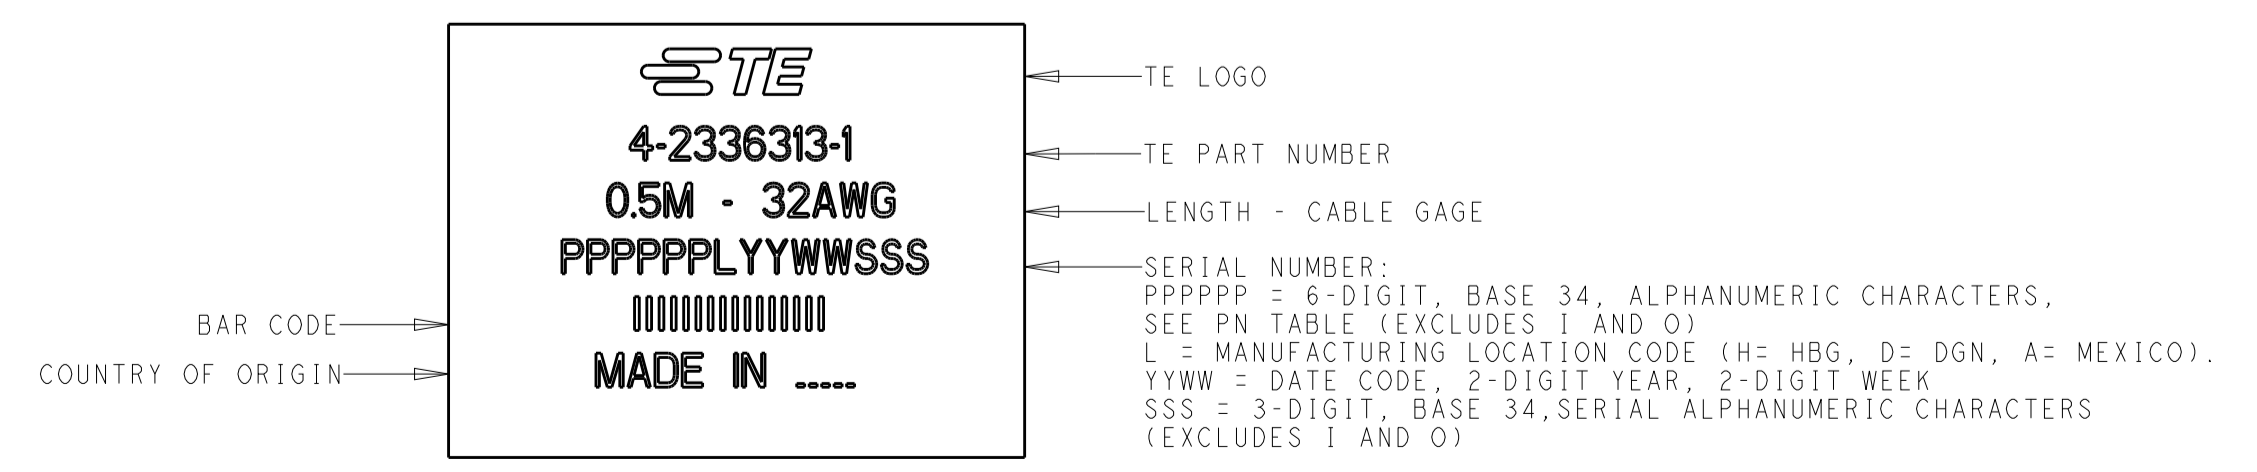 TE
4-2336313-1
0.5M - 32AWG
PPPPPPLYYWWSSS
MADE IN _____
BAR CODE
COUNTRY OF ORIGIN
TE LOGO
TE PART NUMBER
LENGTH - CABLE GAGE
SERIAL NUMBER:
PPPPPP = 6-DIGIT, BASE 34, ALPHANUMERIC CHARACTERS,
SEE PN TABLE (EXCLUDES I AND O)
L = MANUFACTURING LOCATION CODE (H= HBG, D= DGN, A= MEXICO).
YYWW = DATE CODE, 2-DIGIT YEAR, 2-DIGIT WEEK
SSS = 3-DIGIT, BASE 34,SERIAL ALPHANUMERIC CHARACTERS
(EXCLUDES I AND O)